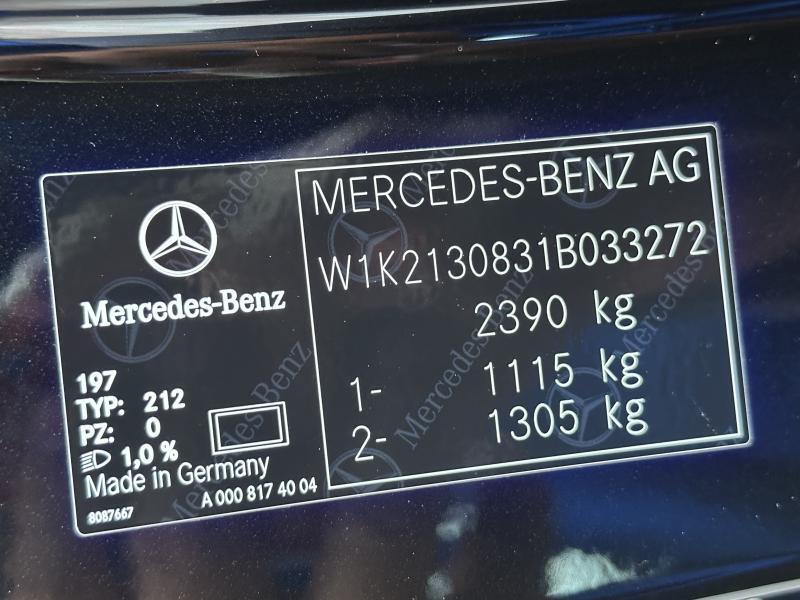 Mercedes-Benz
197
TYP: 212
PZ: 0
1,0 %
Made in Germany
A 000 817 40 04
8087667
MERCEDES-BENZ AG
W1K2130831B033272
2390 kg
1- 1115 kg
2- 1305 kg